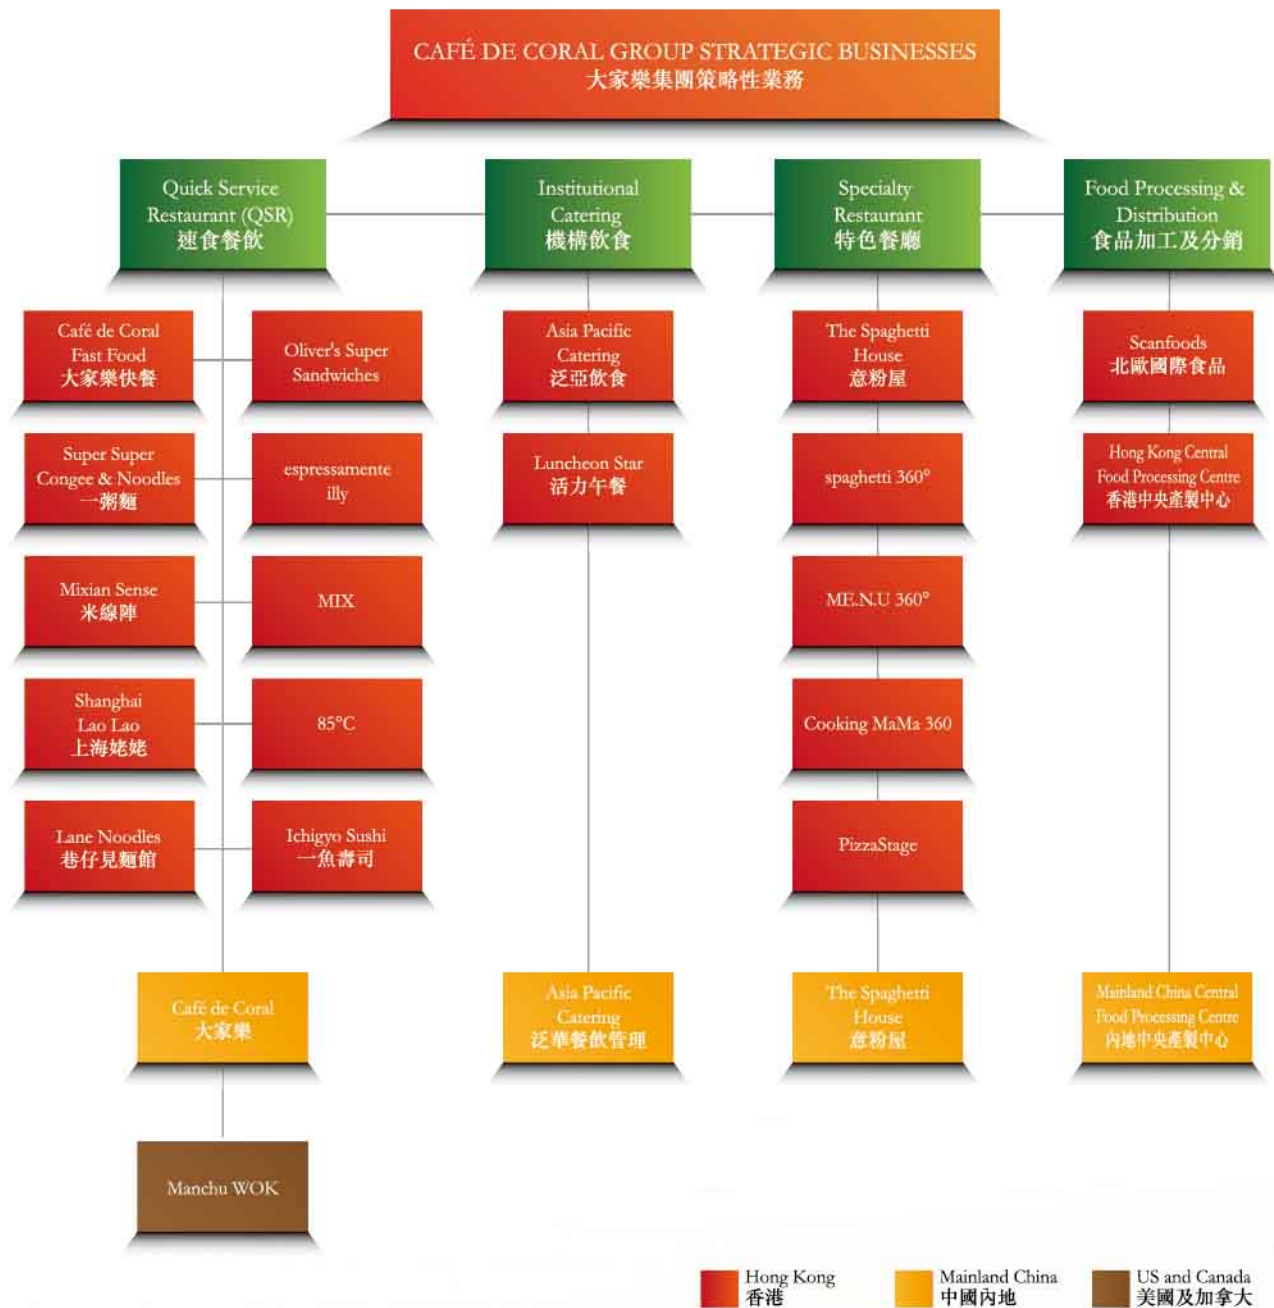 CAFÉ DE CORAL GROUP STRATEGIC BUSINESSES
大家樂集團策略性業務
Quick Service
Restaurant (QSR)
速食餐飲
Institutional
Catering
機構飲食
Specialty
Restaurant
特色餐廳
Food Processing &
Distribution
食品加工及分銷
Café de Coral
Fast Food
大家樂快餐
Oliver's Super
Sandwiches
Asia Pacific
Catering
泛亞飲食
The Spaghetti
House
意粉屋
Scanfoods
北歐國際食品
Super Super
Congee & Noodles
一粥麵
espressamente
illy
Luncheon Star
活力午餐
spaghetti 360°
Hong Kong Central
Food Processing Centre
香港中央產製中心
Mixian Sense
米線陣
MIX
ME.N.U 360°
Shanghai
Lao Lao
上海姥姥
85°C
Cooking MaMa 360
Lane Noodles
巷仔見麵館
Ichigyo Sushi
一魚壽司
PizzaStage
Café de Coral
大家樂
Asia Pacific
Catering
泛華餐飲管理
The Spaghetti
House
意粉屋
Mainland China Central
Food Processing Centre
內地中央產製中心
Manchu WOK
Hong Kong
香港
Mainland China
中國內地
US and Canada
美國及加拿大